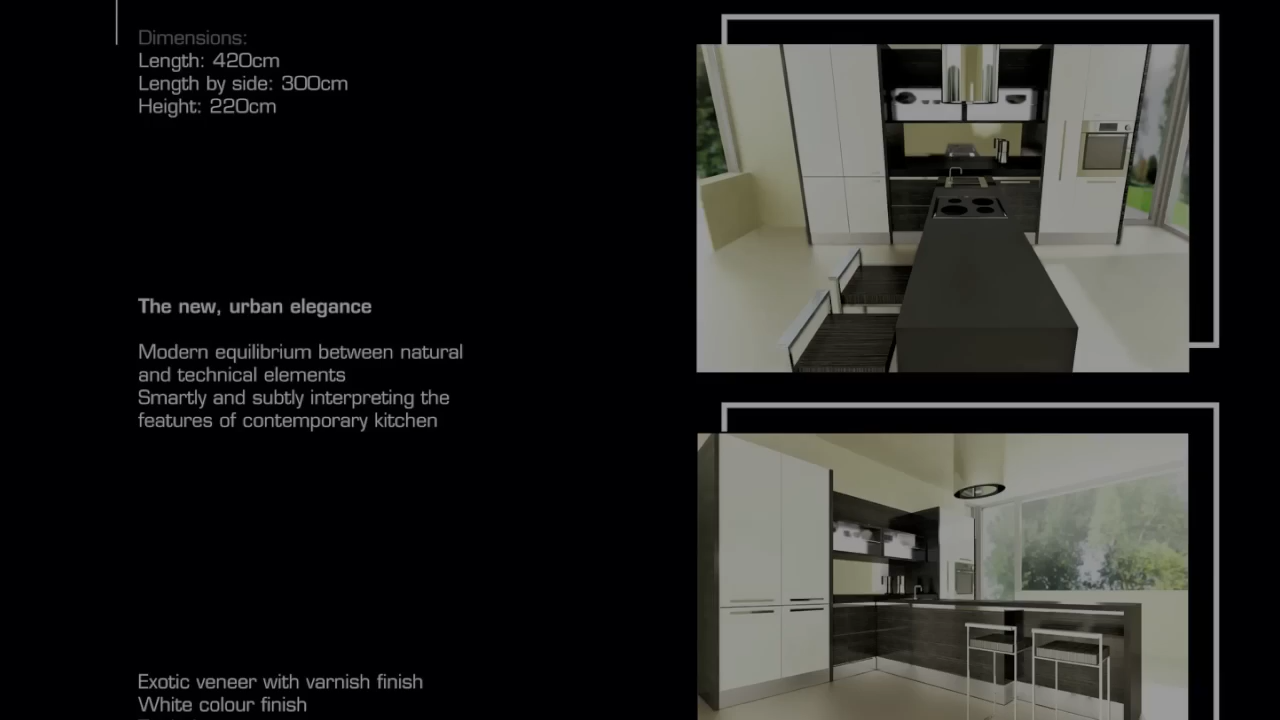 Dimensions:
Length: 420cm
Length by side: 300cm
Height: 220cm
The new, urban elegance
Modern equilibrium between natural
and technical elements
Smartly and subtly interpreting the
features of contemporary kitchen
Exotic veneer with varnish finish
White colour finish